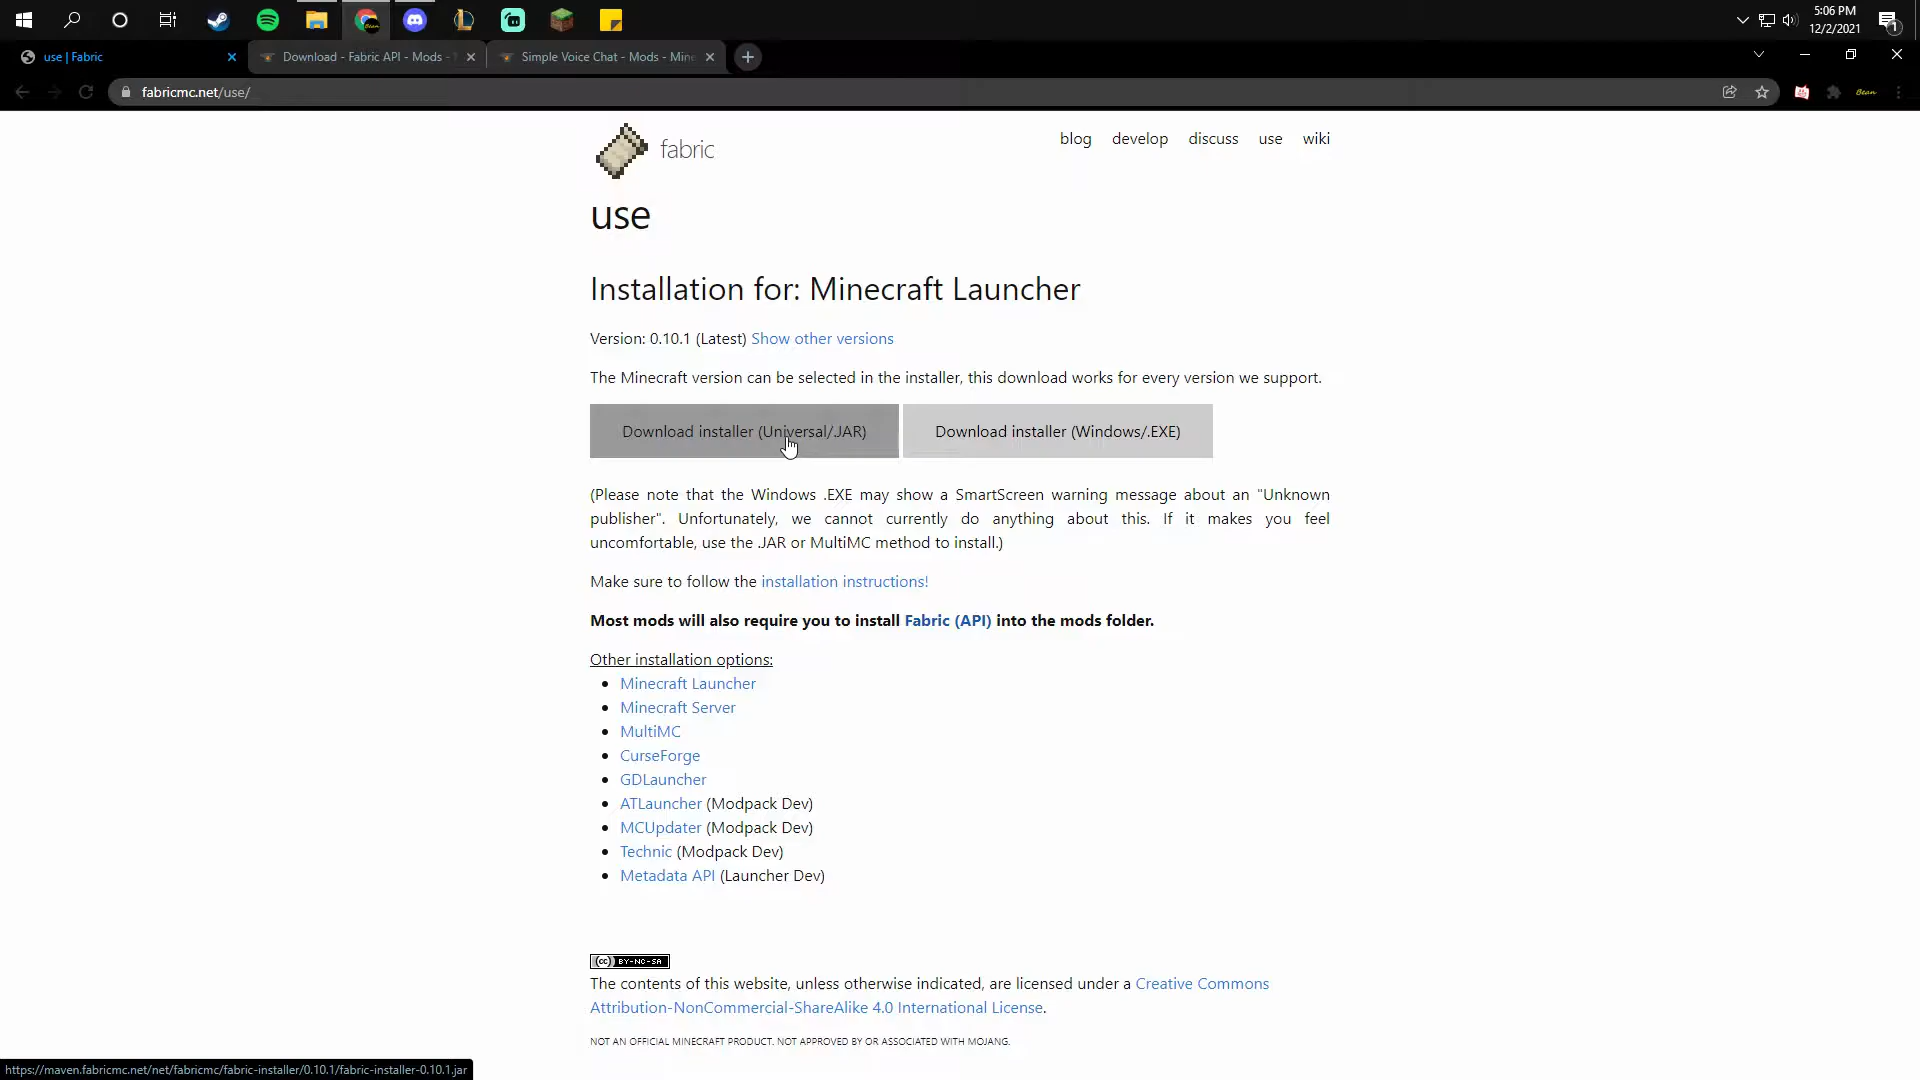 5:06 PM
12/2/2021
1
use | Fabric
Download - Fabric API - Mods -
Simple Voice Chat - Mods - Mine
fabricmc.net/use/
Bean
fabric
blog develop discuss use wiki
use
Installation for: Minecraft Launcher
Version: 0.10.1 (Latest) Show other versions
The Minecraft version can be selected in the installer, this download works for every version we support.
Download installer (Universal/.JAR) Download installer (Windows/.EXE)
(Please note that the Windows .EXE may show a SmartScreen warning message about an "Unknown
publisher". Unfortunately, we cannot currently do anything about this. If it makes you feel
uncomfortable, use the .JAR or MultiMC method to install.)
Make sure to follow the installation instructions!
Most mods will also require you to install Fabric (API) into the mods folder.
Other installation options:
Minecraft Launcher
Minecraft Server
MultiMC
CurseForge
GDLauncher
ATLauncher (Modpack Dev)
MCUpdater (Modpack Dev)
Technic (Modpack Dev)
Metadata API (Launcher Dev)
(cc) BY-NC-SA
The contents of this website, unless otherwise indicated, are licensed under a Creative Commons
Attribution-NonCommercial-ShareAlike 4.0 International License.
NOT AN OFFICIAL MINECRAFT PRODUCT. NOT APPROVED BY OR ASSOCIATED WITH MOJANG.
https://maven.fabricmc.net/net/fabricmc/fabric-installer/0.10.1/fabric-installer-0.10.1.jar